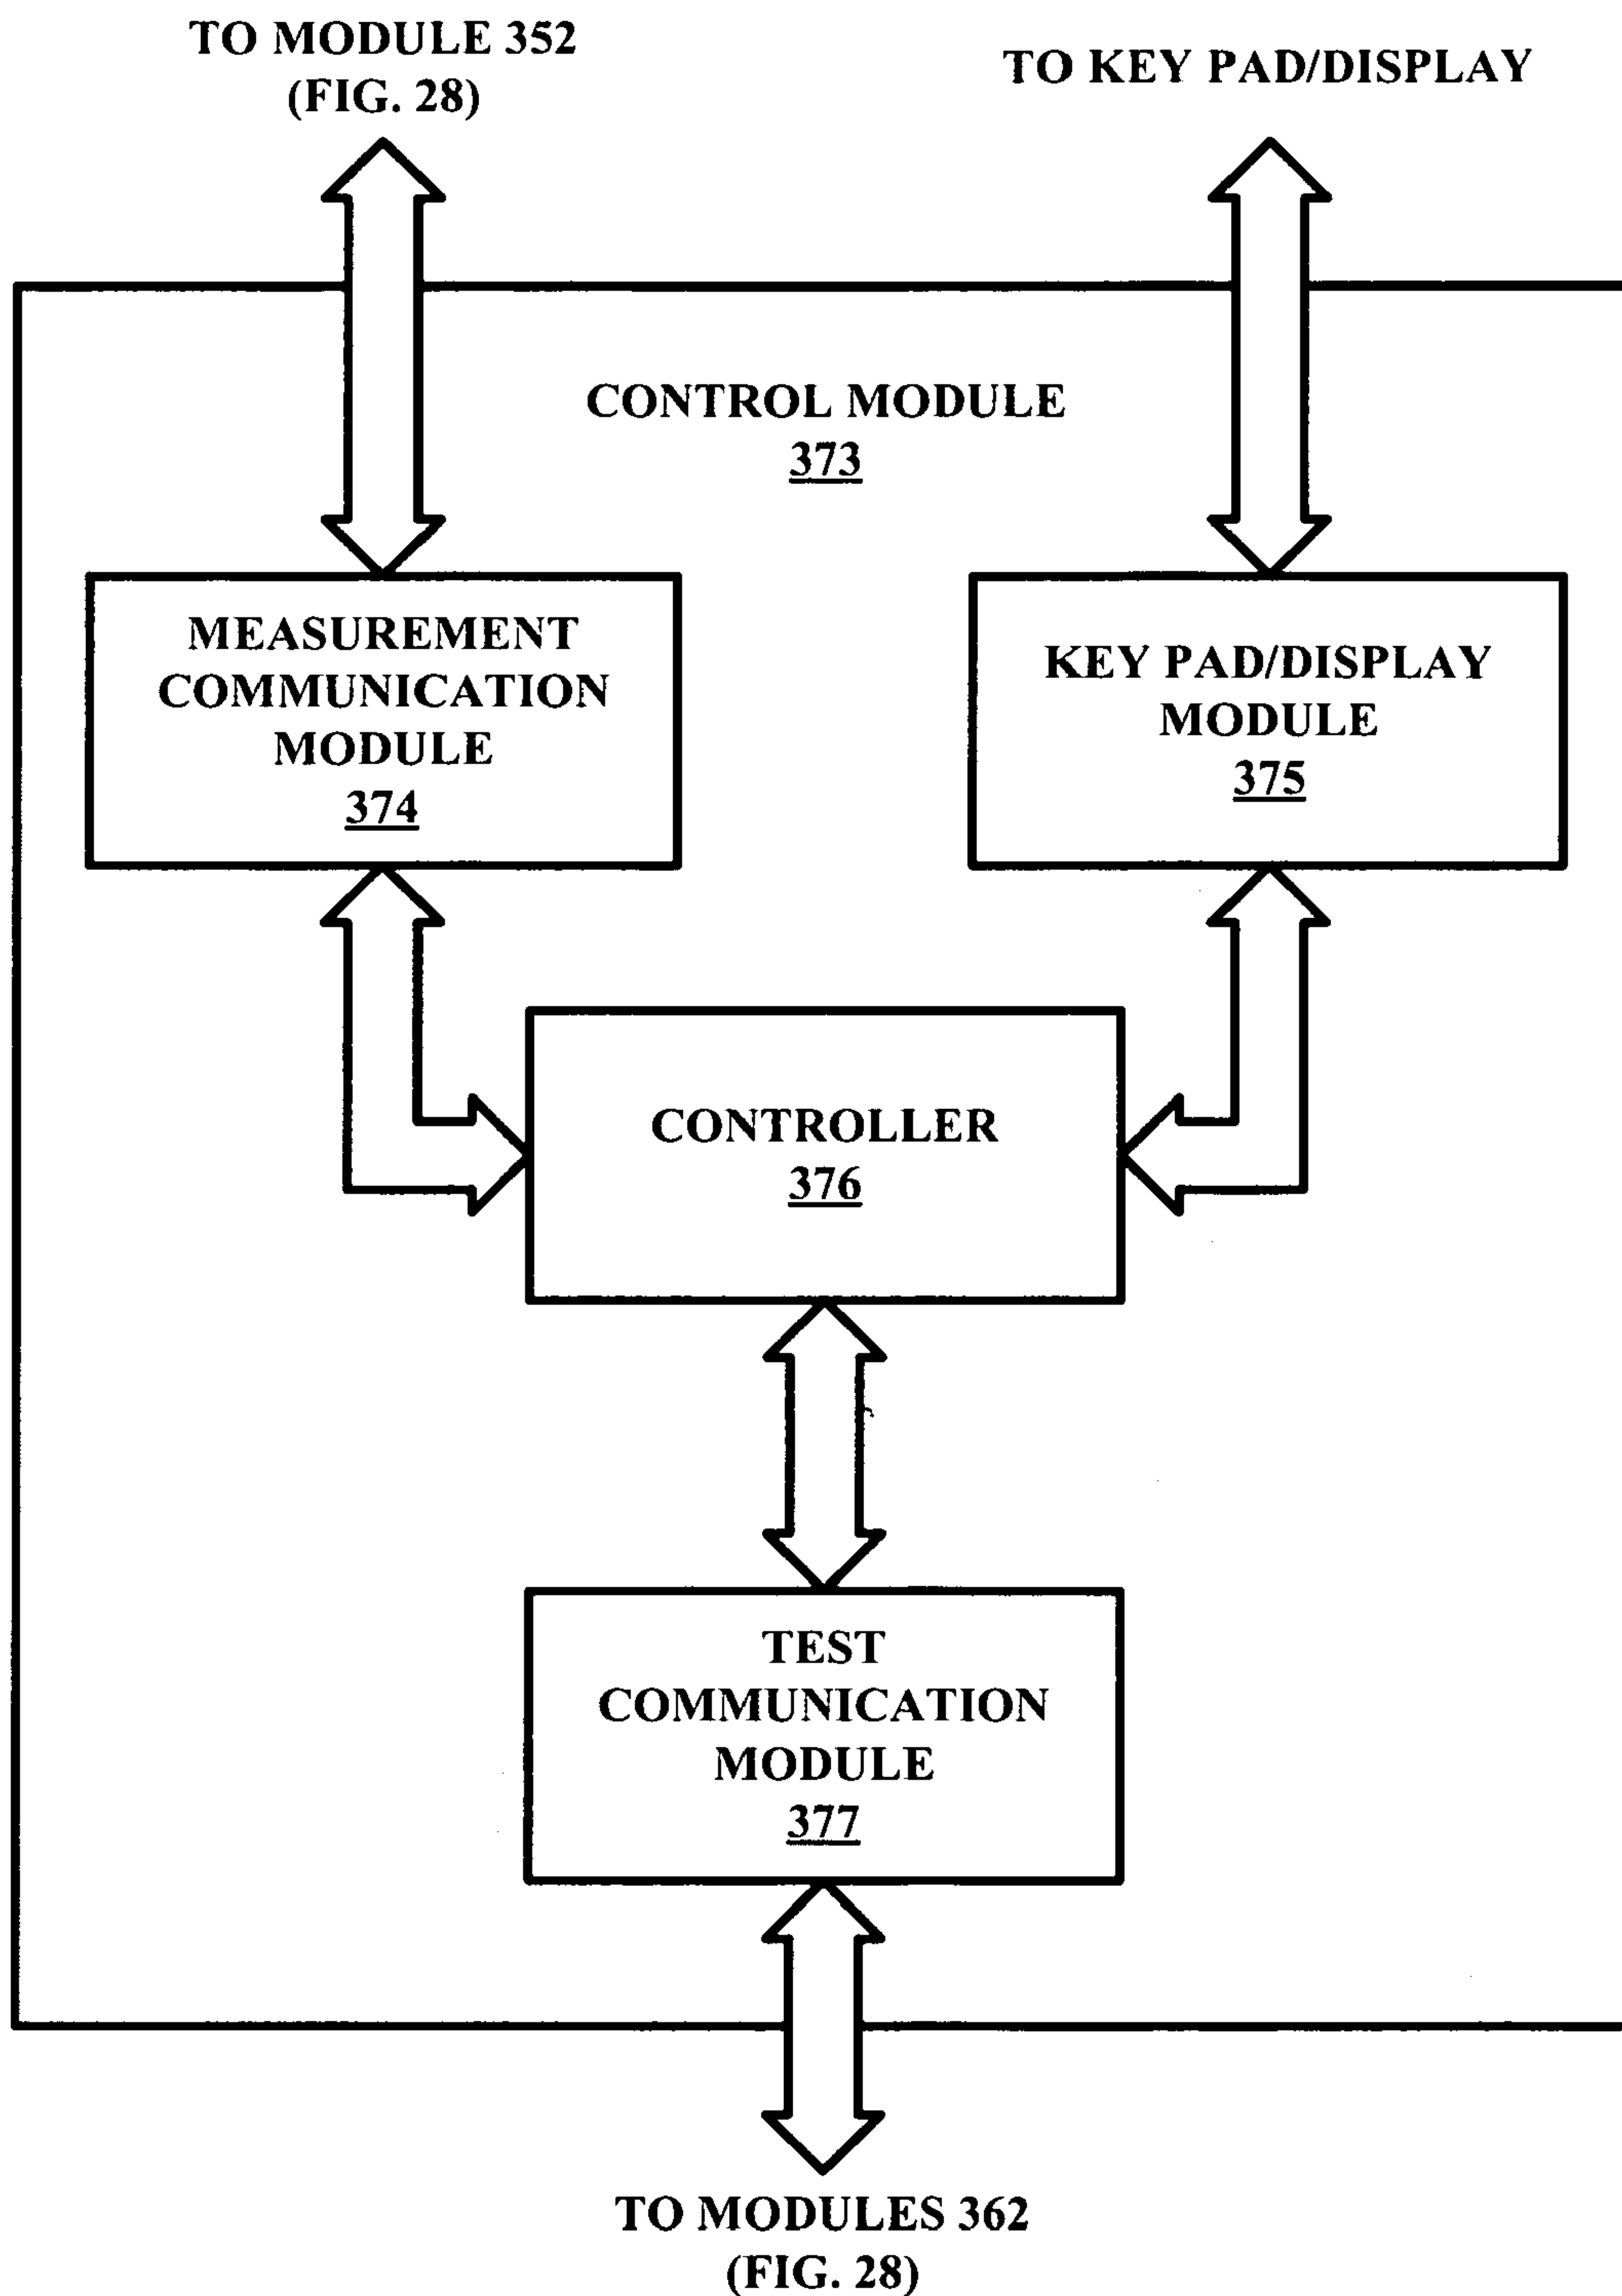 TO MODULE 352
(FIG. 28)
TO KEY PAD/DISPLAY
CONTROL MODULE
373
MEASUREMENT
COMMUNICATION
MODULE
374
KEY PAD/DISPLAY
MODULE
375
CONTROLLER
376
TEST
COMMUNICATION
MODULE
377
TO MODULES 362
(FIG. 28)